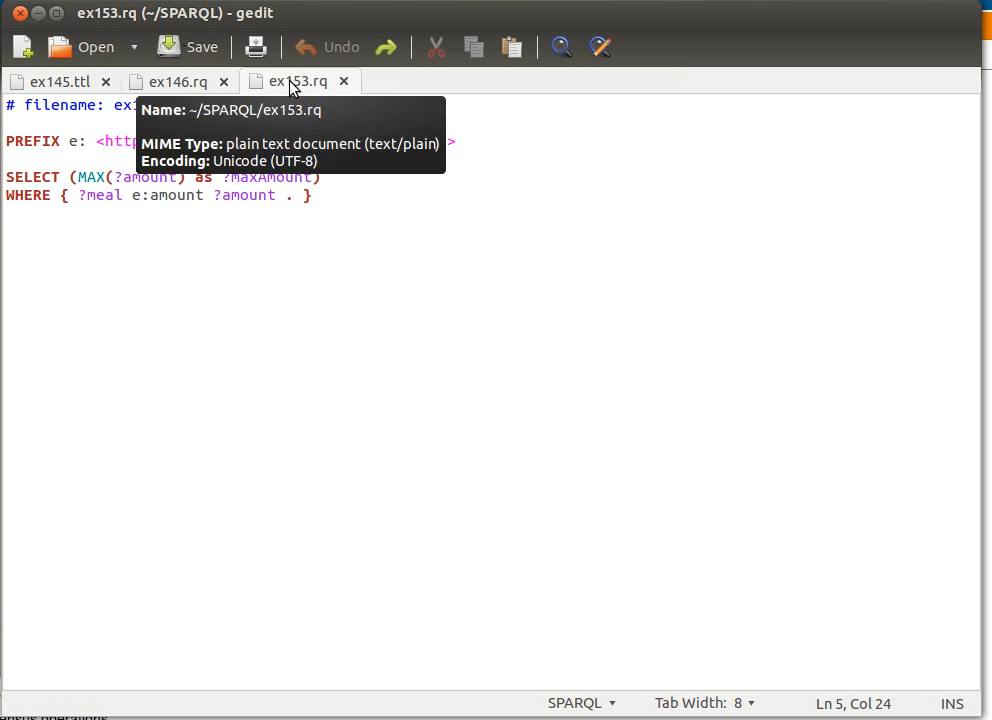 ex153.rq (~/SPARQL) - gedit
Open Save Undo
ex145.ttl ex146.rq ex153.rq
# filename: ex1
Name: ~/SPARQL/ex153.rq
PREFIX e: <http >
MIME Type: plain text document (text/plain)
Encoding: Unicode (UTF-8)
SELECT (MAX(?amount) as ?maxAmount)
WHERE { ?meal e:amount ?amount . }
SPARQL Tab Width: 8 Ln 5, Col 24 INS
operations